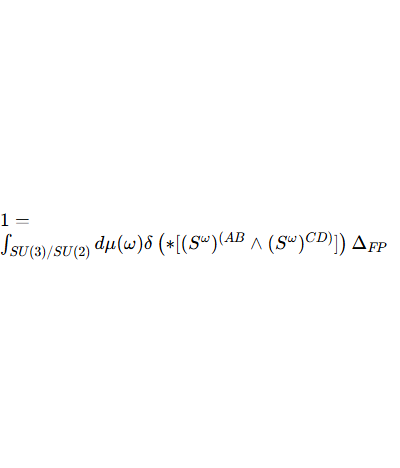 1 =
∫_{SU(3)/SU(2)} dμ(ω)δ (∗[(S^ω)^{(AB} ∧ (S^ω)^{CD)}]) Δ_{FP}